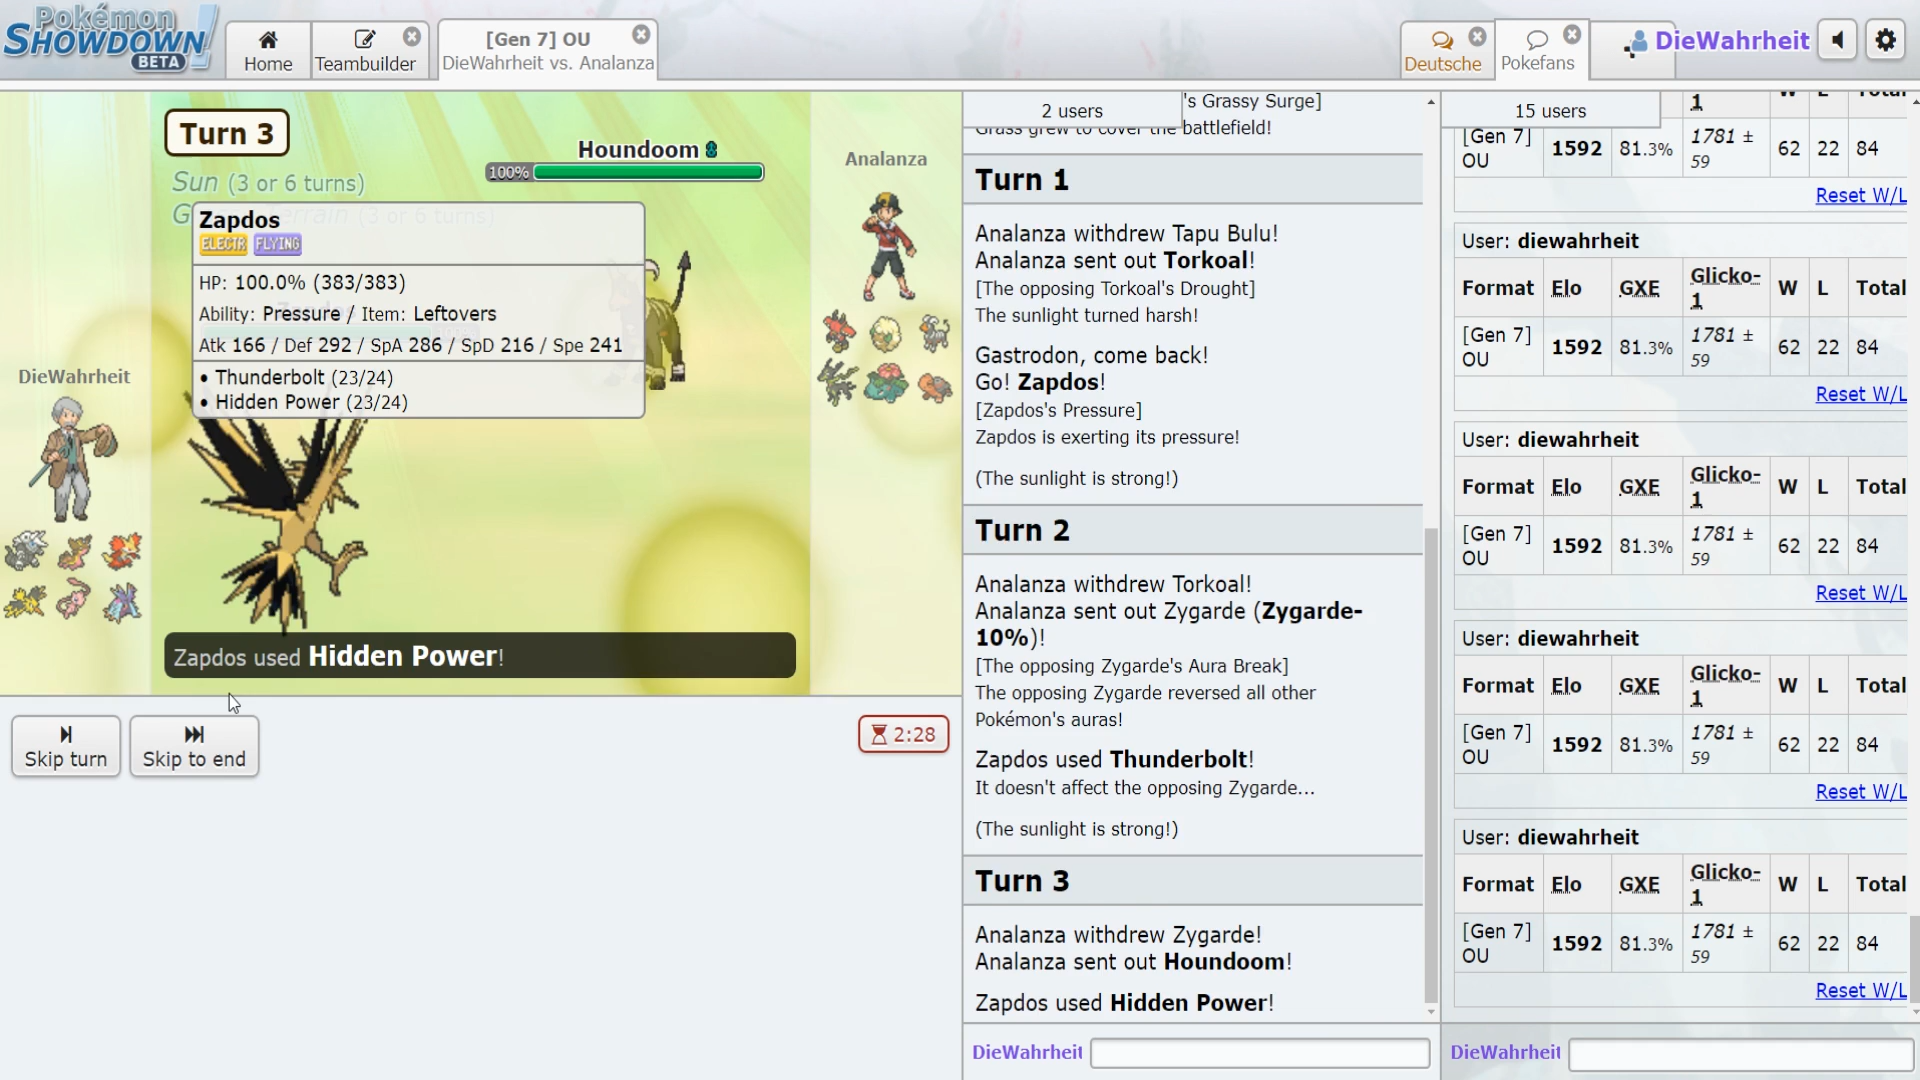 Pokémon
SHOWDOWN!
BETA
Home
Teambuilder
[Gen 7] OU
DieWahrheit vs. Analanza
Deutsche
Pokefans
DieWahrheit
Turn 3
Sun (3 or 6 turns)
Houndoom
100%
Analanza
DieWahrheit
Zapdos
ELECTR FLYING
HP: 100.0% (383/383)
Ability: Pressure / Item: Leftovers
Atk 166 / Def 292 / SpA 286 / SpD 216 / Spe 241
• Thunderbolt (23/24)
• Hidden Power (23/24)
Zapdos used Hidden Power!
Skip turn
Skip to end
2:28
2 users
's Grassy Surge]
Grass grew to cover the battlefield!
Turn 1
Analanza withdrew Tapu Bulu!
Analanza sent out Torkoal!
[The opposing Torkoal's Drought]
The sunlight turned harsh!
Gastrodon, come back!
Go! Zapdos!
[Zapdos's Pressure]
Zapdos is exerting its pressure!
(The sunlight is strong!)
Turn 2
Analanza withdrew Torkoal!
Analanza sent out Zygarde (Zygarde-
10%)!
[The opposing Zygarde's Aura Break]
The opposing Zygarde reversed all other
Pokémon's auras!
Zapdos used Thunderbolt!
It doesn't affect the opposing Zygarde...
(The sunlight is strong!)
Turn 3
Analanza withdrew Zygarde!
Analanza sent out Houndoom!
Zapdos used Hidden Power!
DieWahrheit
15 users
1 W L Total
[Gen 7] OU 1592 81.3% 1781 ± 59 62 22 84
Reset W/L
User: diewahrheit
Format Elo GXE Glicko-1 W L Total
[Gen 7] OU 1592 81.3% 1781 ± 59 62 22 84
Reset W/L
User: diewahrheit
Format Elo GXE Glicko-1 W L Total
[Gen 7] OU 1592 81.3% 1781 ± 59 62 22 84
Reset W/L
User: diewahrheit
Format Elo GXE Glicko-1 W L Total
[Gen 7] OU 1592 81.3% 1781 ± 59 62 22 84
Reset W/L
User: diewahrheit
Format Elo GXE Glicko-1 W L Total
[Gen 7] OU 1592 81.3% 1781 ± 59 62 22 84
Reset W/L
DieWahrheit